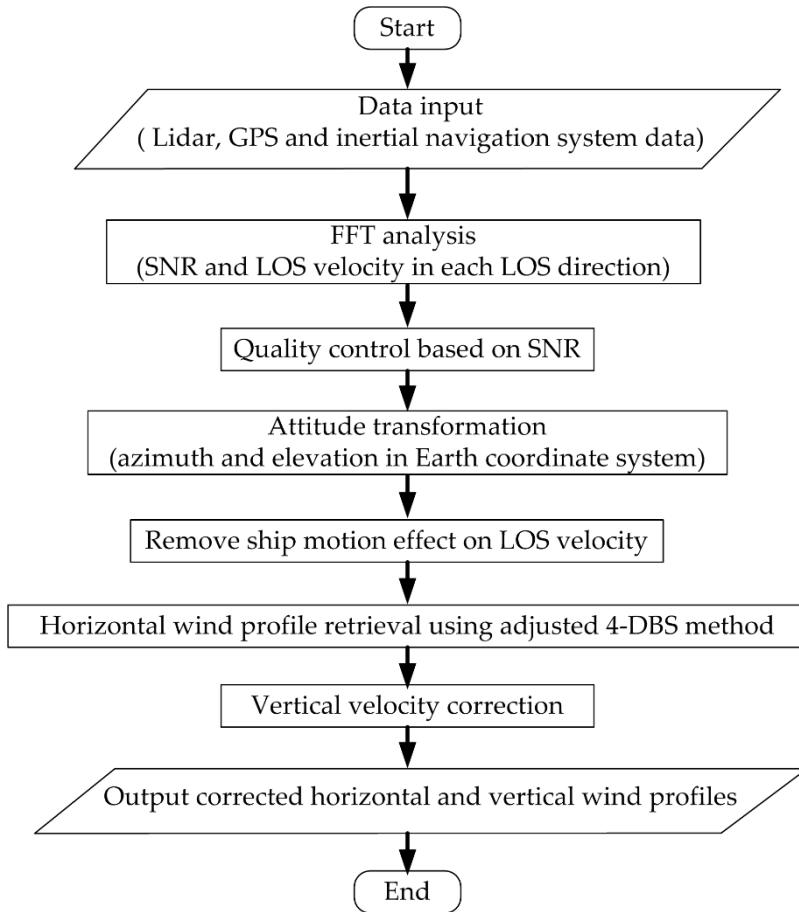 Start
Data input
( Lidar, GPS and inertial navigation system data)
FFT analysis
(SNR and LOS velocity in each LOS direction)
Quality control based on SNR
Attitude transformation
(azimuth and elevation in Earth coordinate system)
Remove ship motion effect on LOS velocity
Horizontal wind profile retrieval using adjusted 4-DBS method
Vertical velocity correction
Output corrected horizontal and vertical wind profiles
End